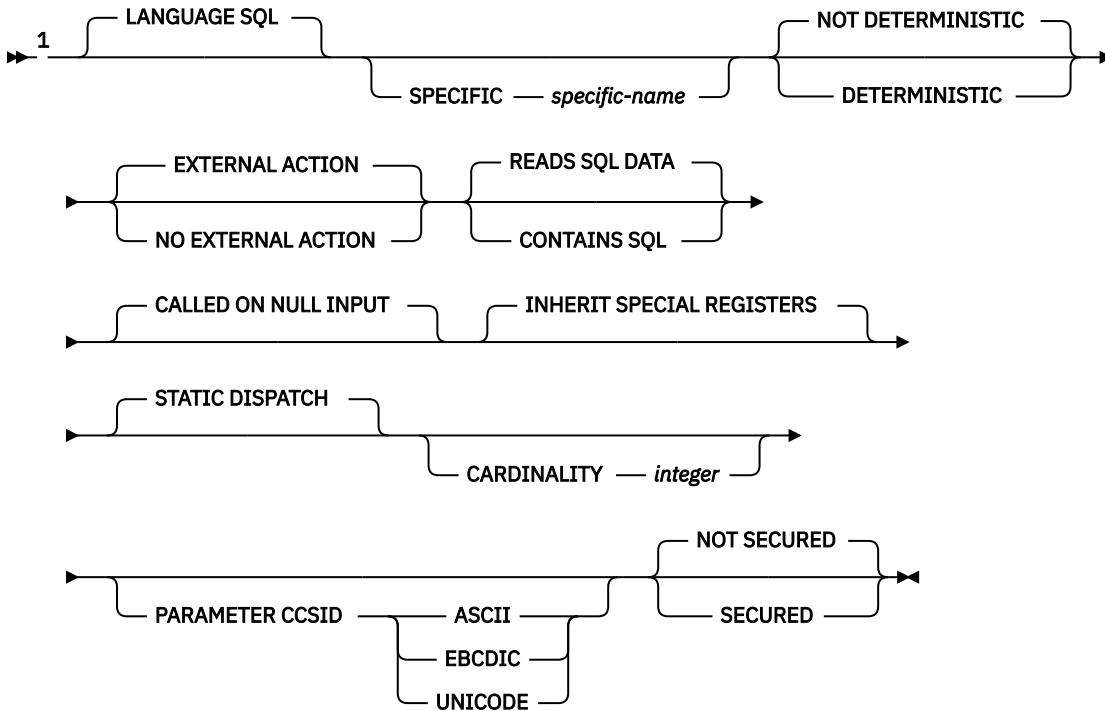 LANGUAGE SQL
1
SPECIFIC specific-name
NOT DETERMINISTIC
DETERMINISTIC
EXTERNAL ACTION
NO EXTERNAL ACTION
READS SQL DATA
CONTAINS SQL
CALLED ON NULL INPUT
INHERIT SPECIAL REGISTERS
STATIC DISPATCH
CARDINALITY integer
PARAMETER CCSID
ASCII
EBCDIC
UNICODE
NOT SECURED
SECURED